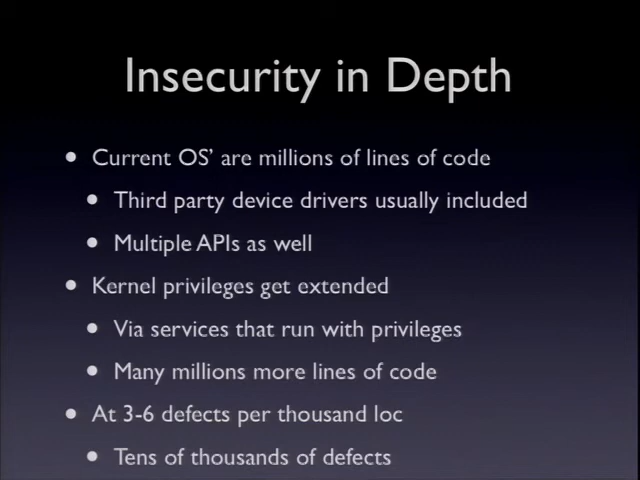 Insecurity in Depth
• Current OS' are millions of lines of code
• Third party device drivers usually included
• Multiple APIs as well
• Kernel privileges get extended
• Via services that run with privileges
• Many millions more lines of code
• At 3-6 defects per thousand loc
• Tens of thousands of defects